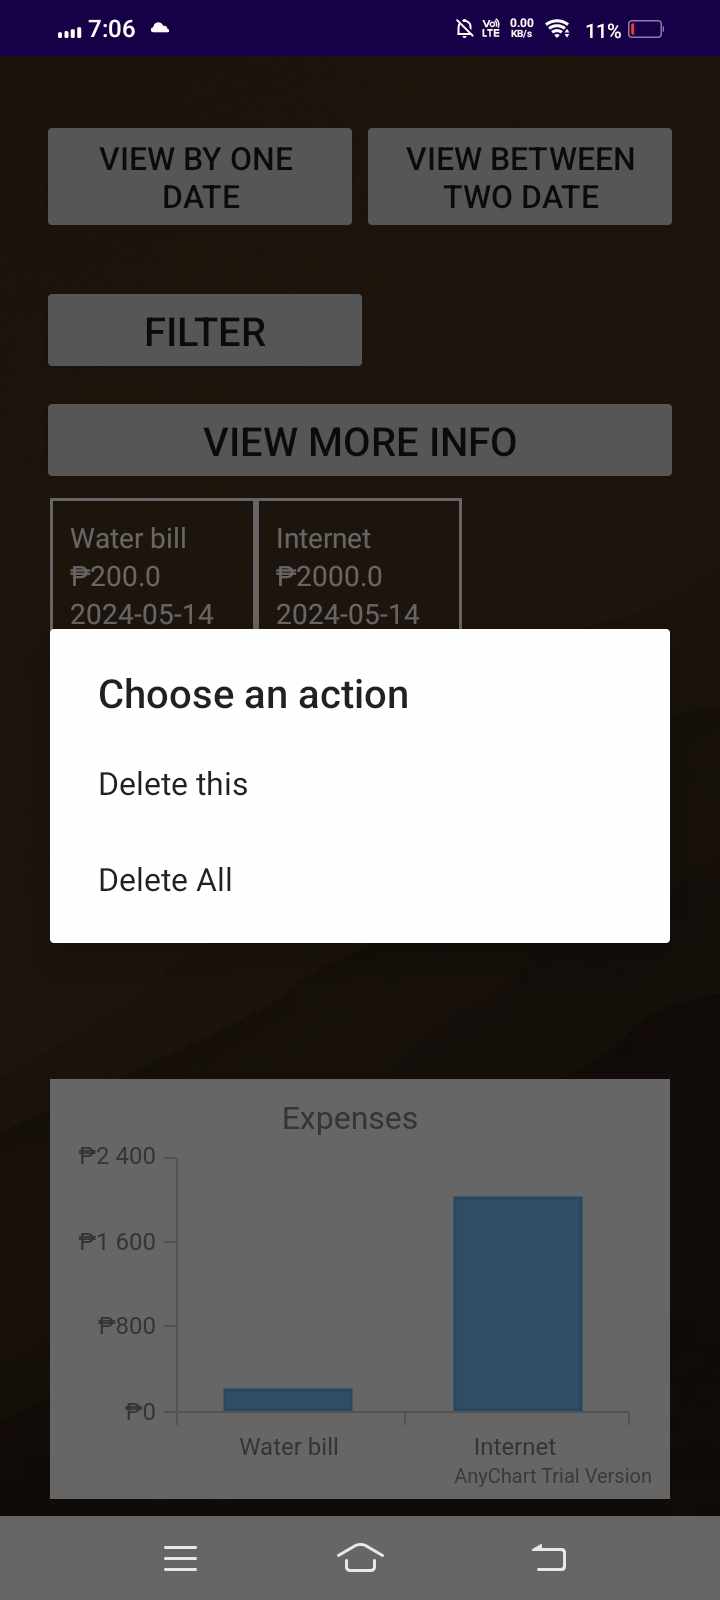 7:06
Vo))
LTE
0.00
KB/s
11%
VIEW BY ONE
DATE
VIEW BETWEEN
TWO DATE
FILTER
VIEW MORE INFO
Water bill
₱200.0
2024-05-14
Internet
₱2000.0
2024-05-14
Choose an action
Delete this
Delete All
Expenses
₱2 400
₱1 600
₱800
₱0
Water bill
Internet
AnyChart Trial Version